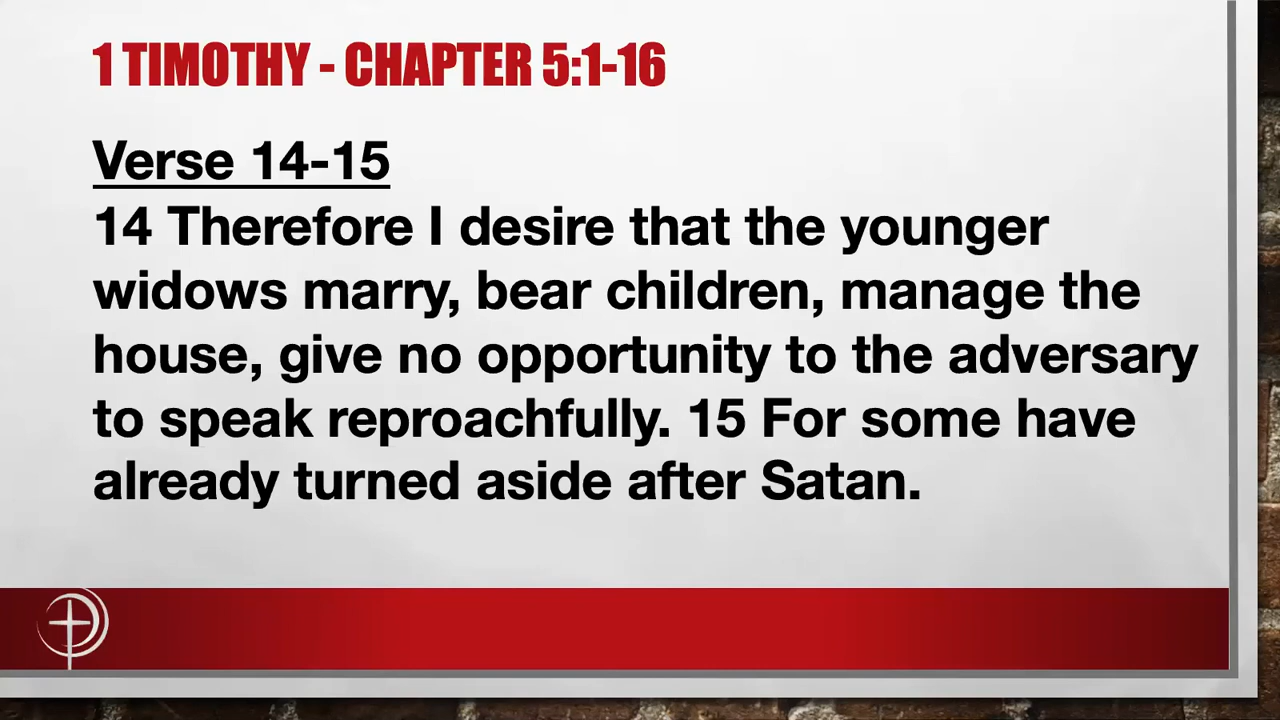 1 TIMOTHY - CHAPTER 5:1-16
Verse 14-15
14 Therefore I desire that the younger
widows marry, bear children, manage the
house, give no opportunity to the adversary
to speak reproachfully. 15 For some have
already turned aside after Satan.